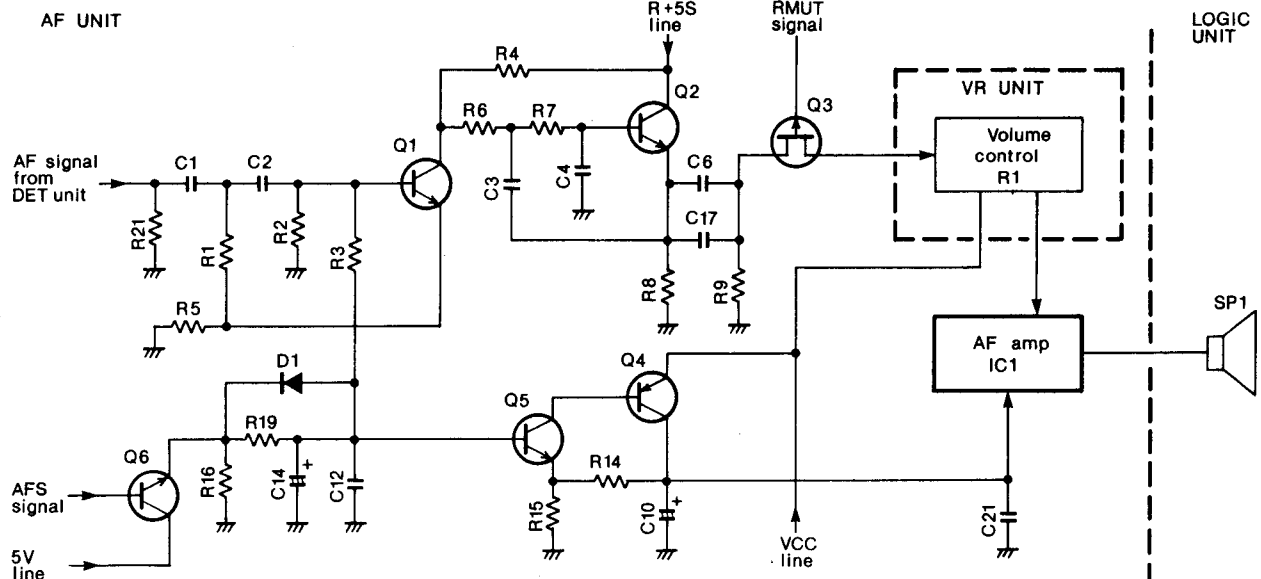 AF UNIT
R+5S
line
RMUT
signal
LOGIC
UNIT
R4
Q2
Q3
VR UNIT
R6
R7
Q1
Volume
control
R1
AF signal
from
DET unit
C1
C2
C3
C4
C6
C17
R21
R1
R2
R3
R8
R9
R5
SP1
AF amp
IC1
D1
Q4
Q5
R19
Q6
R16
C14
+
C12
R14
R15
C10
+
C21
AFS
signal
5V
line
VCC
line